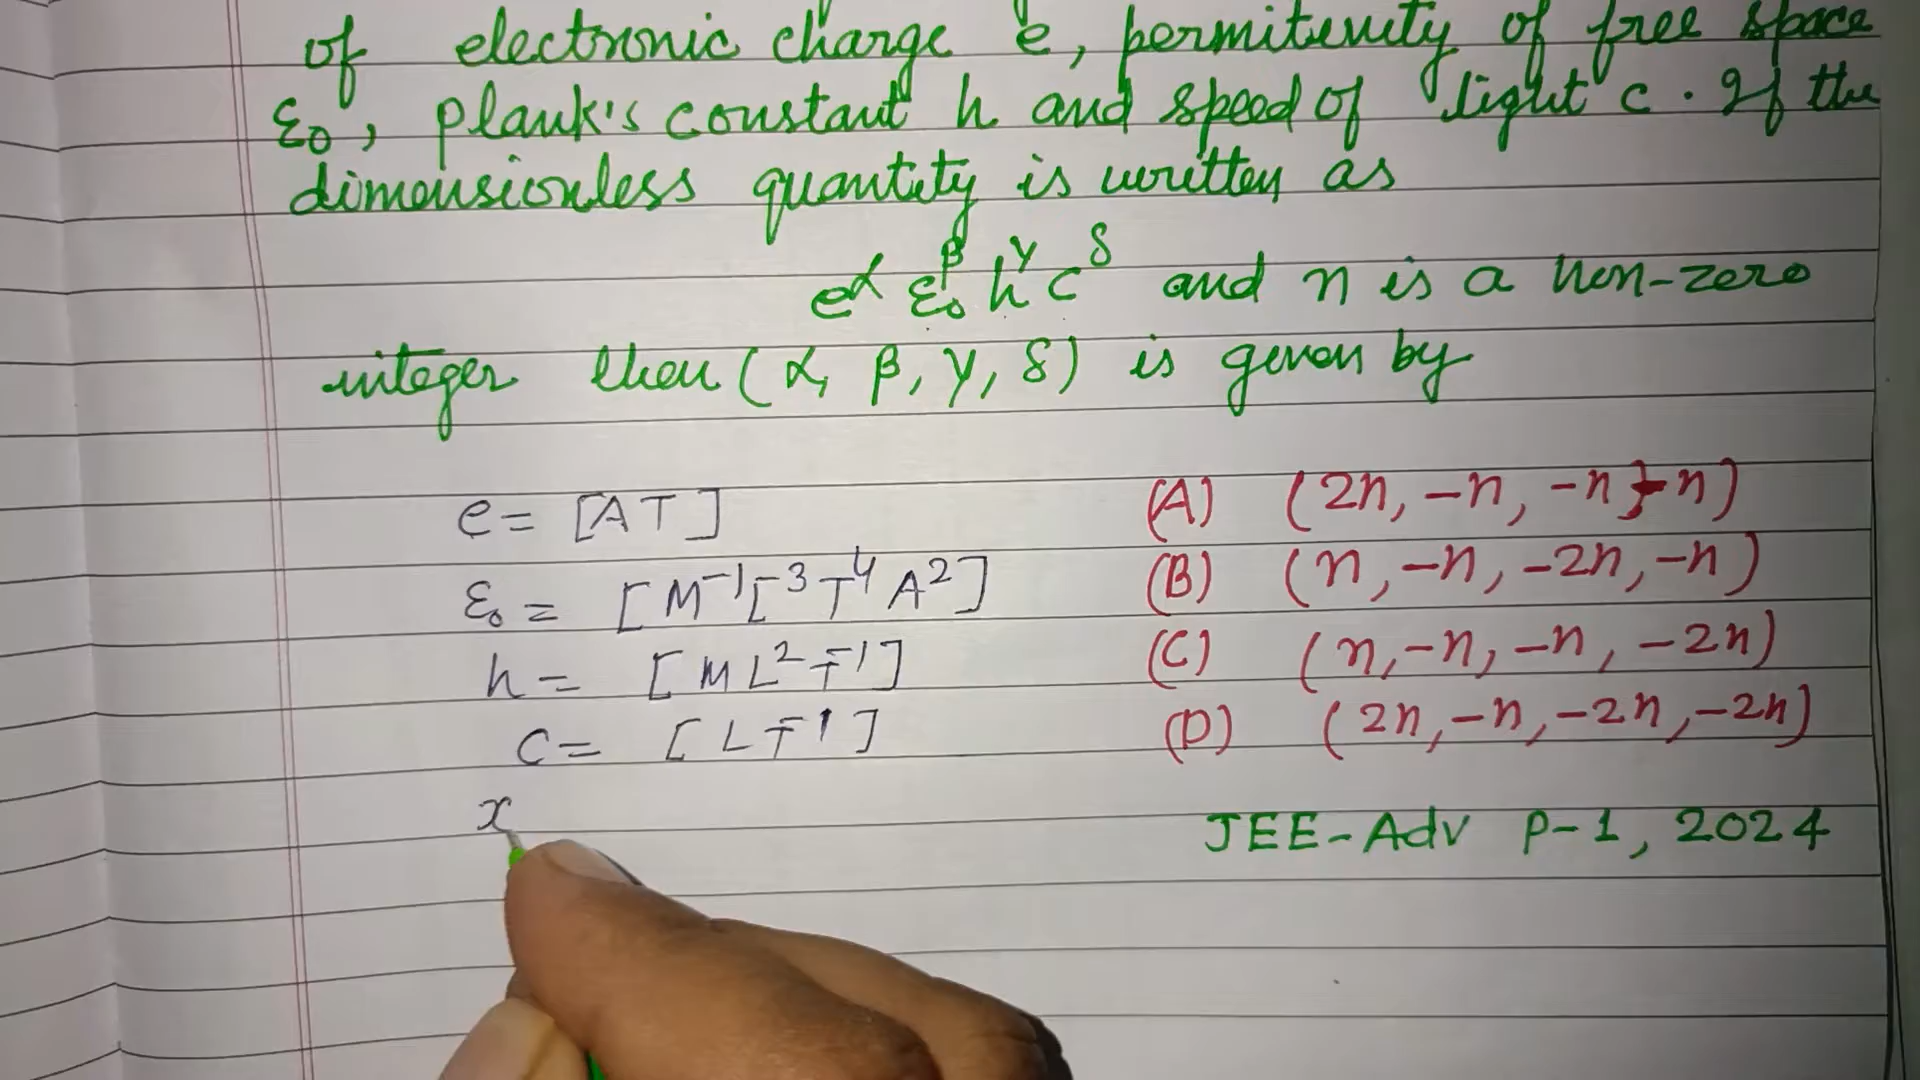 of electronic charge e, permitivity of free space
ε₀, plank's constant h and speed of light c. If the
dimensionless quantity is written as
e^α ε₀^β h^γ c^δ and n is a non-zero
integer then (α, β, γ, δ) is given by
e = [AT]
(A) (2n, -n, -n, -n)
ε₀ = [M⁻¹L⁻³T⁴A²]
(B) (n, -n, -2n, -n)
h = [ML²T⁻¹]
(C) (n, -n, -n, -2n)
c = [LT⁻¹]
(D) (2n, -n, -2n, -2n)
x
JEE-Adv P-1, 2024